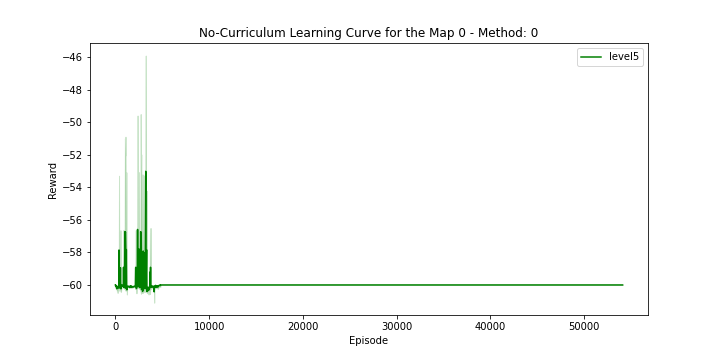 No-Curriculum Learning Curve for the Map 0 - Method: 0
level5
Reward
−46
−48
−50
−52
−54
−56
−58
−60
0 10000 20000 30000 40000 50000
Episode